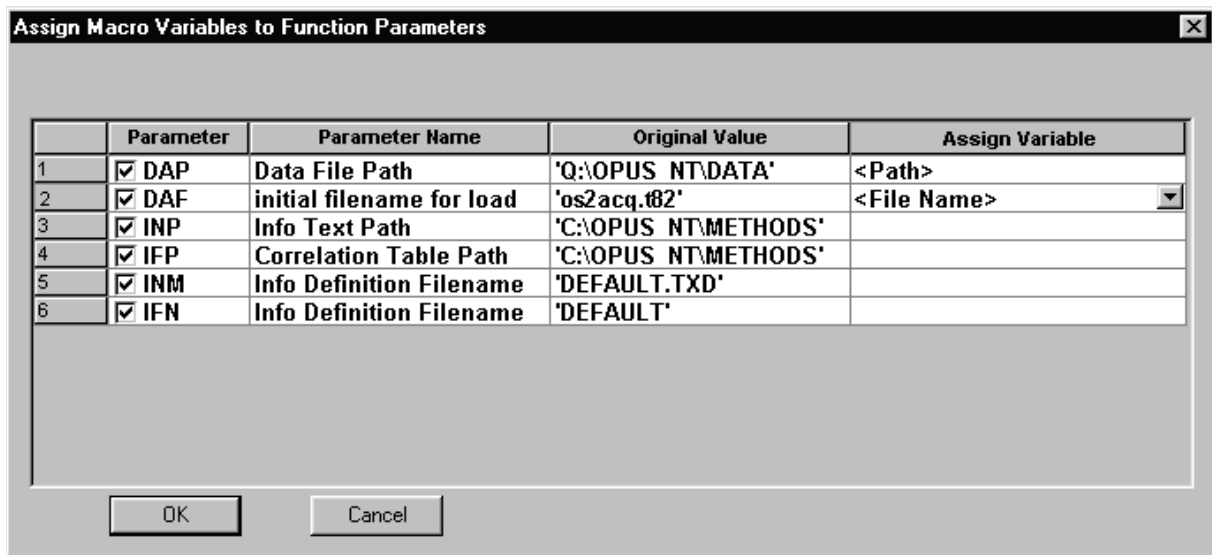 Assign Macro Variables to Function Parameters
Parameter Parameter Name Original Value Assign Variable
1 DAP Data File Path 'Q:\OPUS_NT\DATA' <Path>
2 DAF initial filename for load 'os2acq.t82' <File Name>
3 INP Info Text Path 'C:\OPUS_NT\METHODS'
4 IFP Correlation Table Path 'C:\OPUS_NT\METHODS'
5 INM Info Definition Filename 'DEFAULT.TXD'
6 IFN Info Definition Filename 'DEFAULT'
OK Cancel